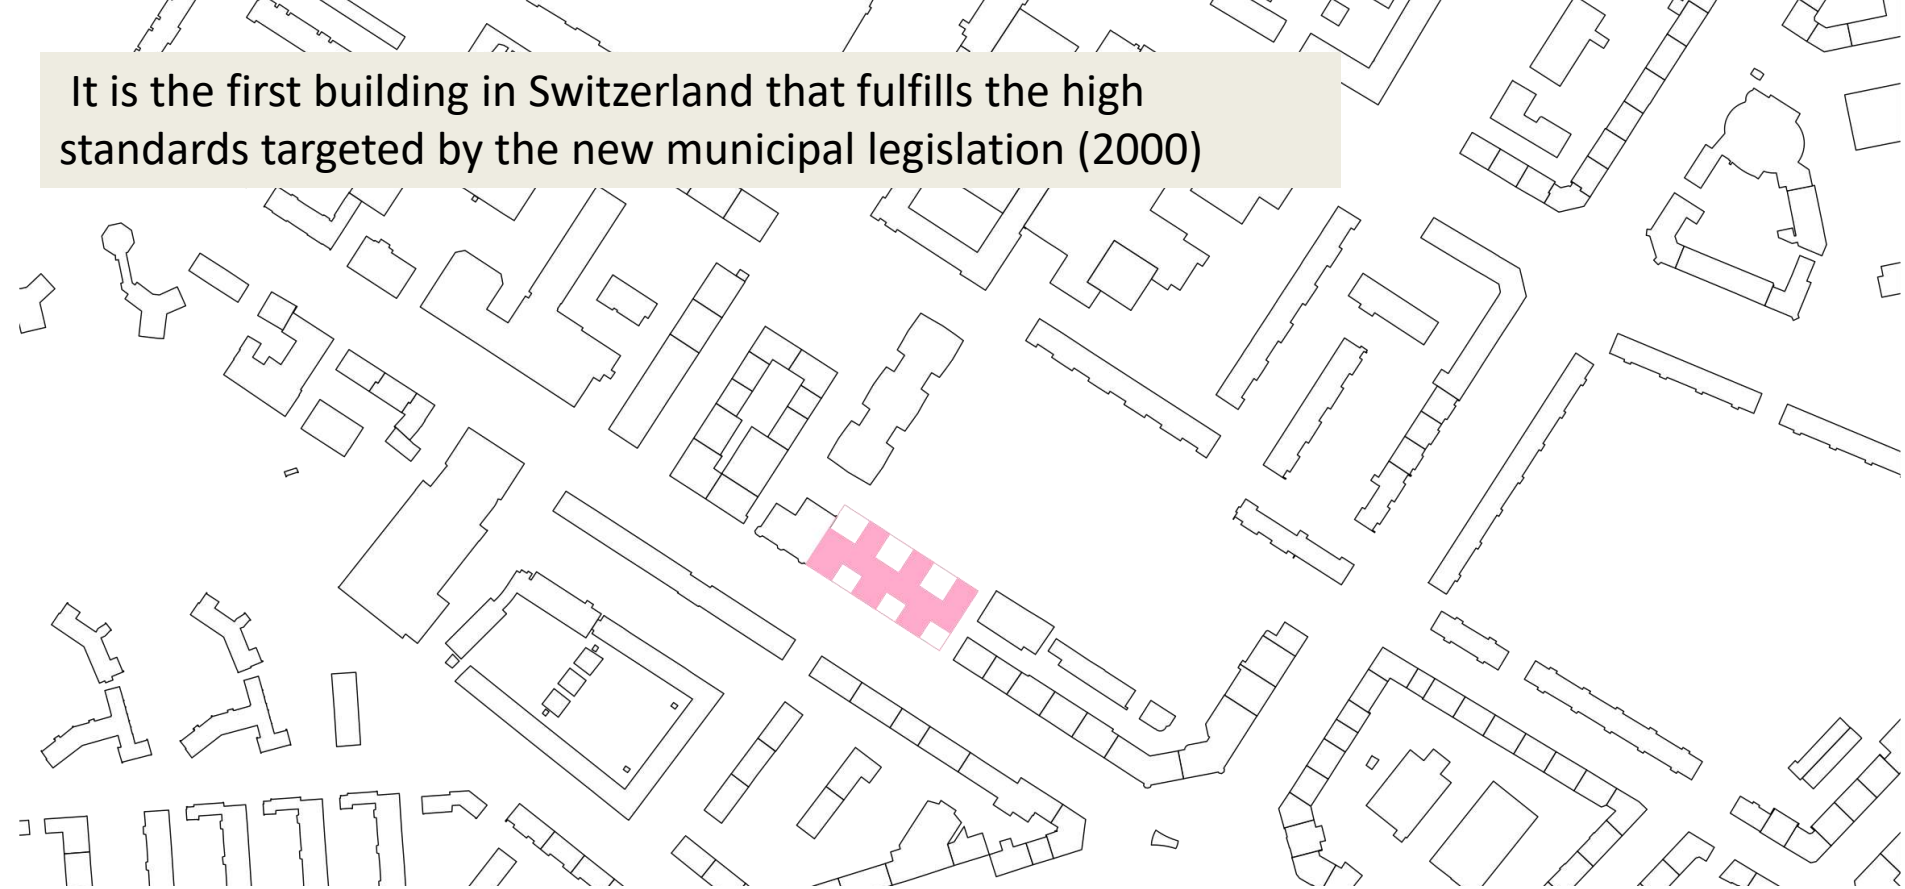 It is the first building in Switzerland that fulfills the high
standards targeted by the new municipal legislation (2000)